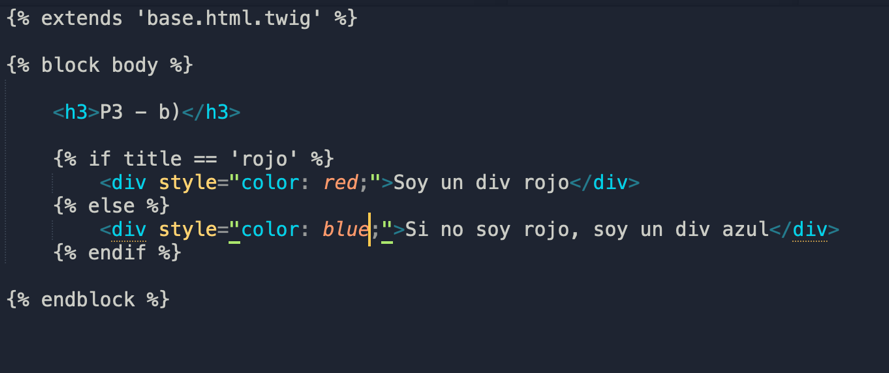 {% extends 'base.html.twig' %}
{% block body %}
<h3>P3 - b)</h3>
{% if title == 'rojo' %}
<div style="color: red;">Soy un div rojo</div>
{% else %}
<div style="color: blue;">Si no soy rojo, soy un div azul</div>
{% endif %}
{% endblock %}